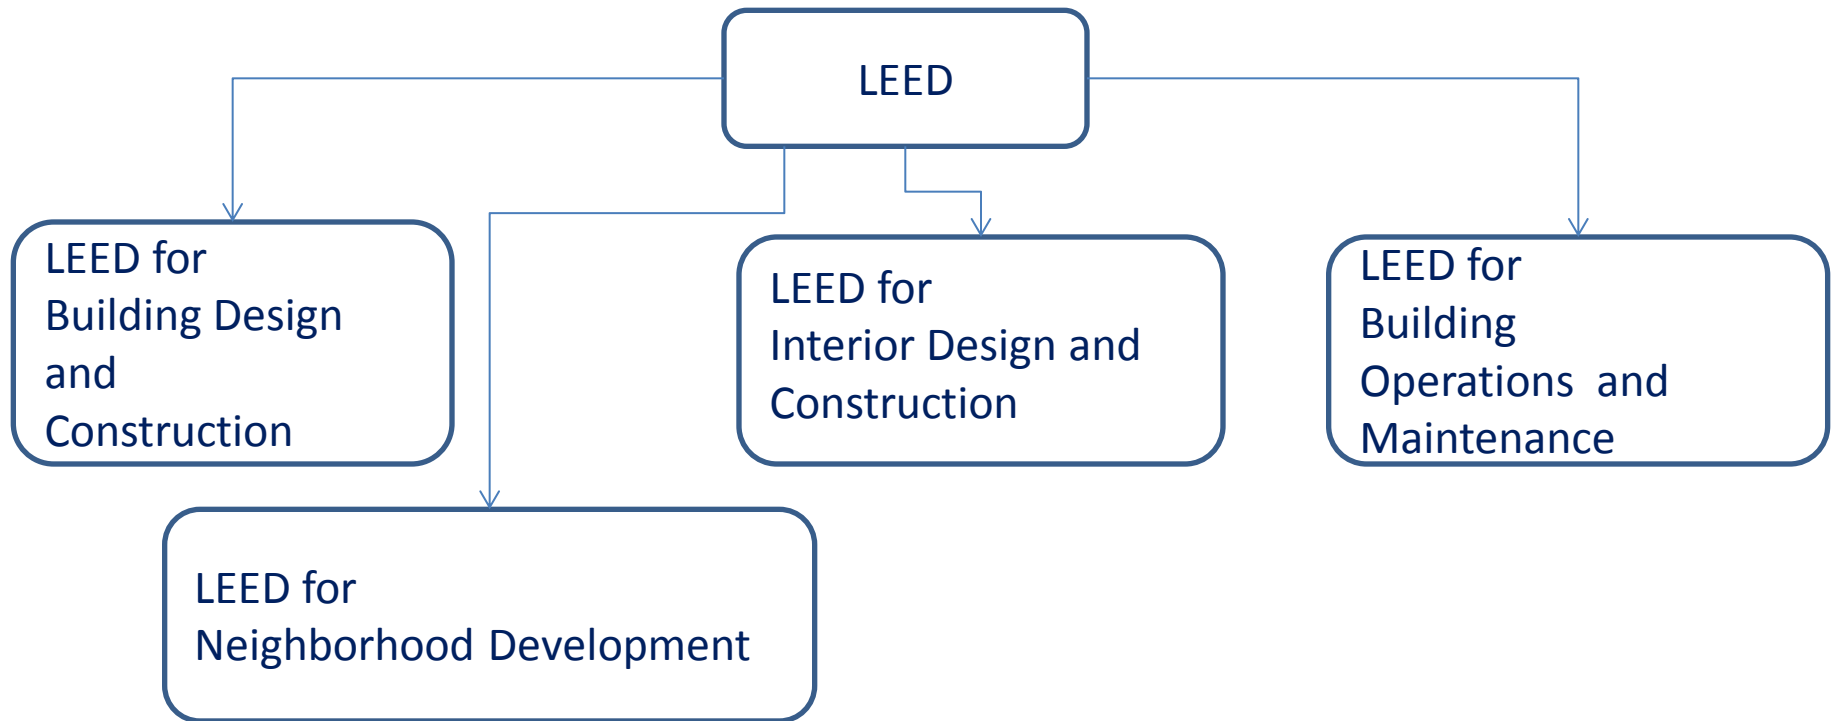 LEED
LEED for
Building Design
and
Construction
LEED for
Interior Design and
Construction
LEED for
Building
Operations and
Maintenance
LEED for
Neighborhood Development